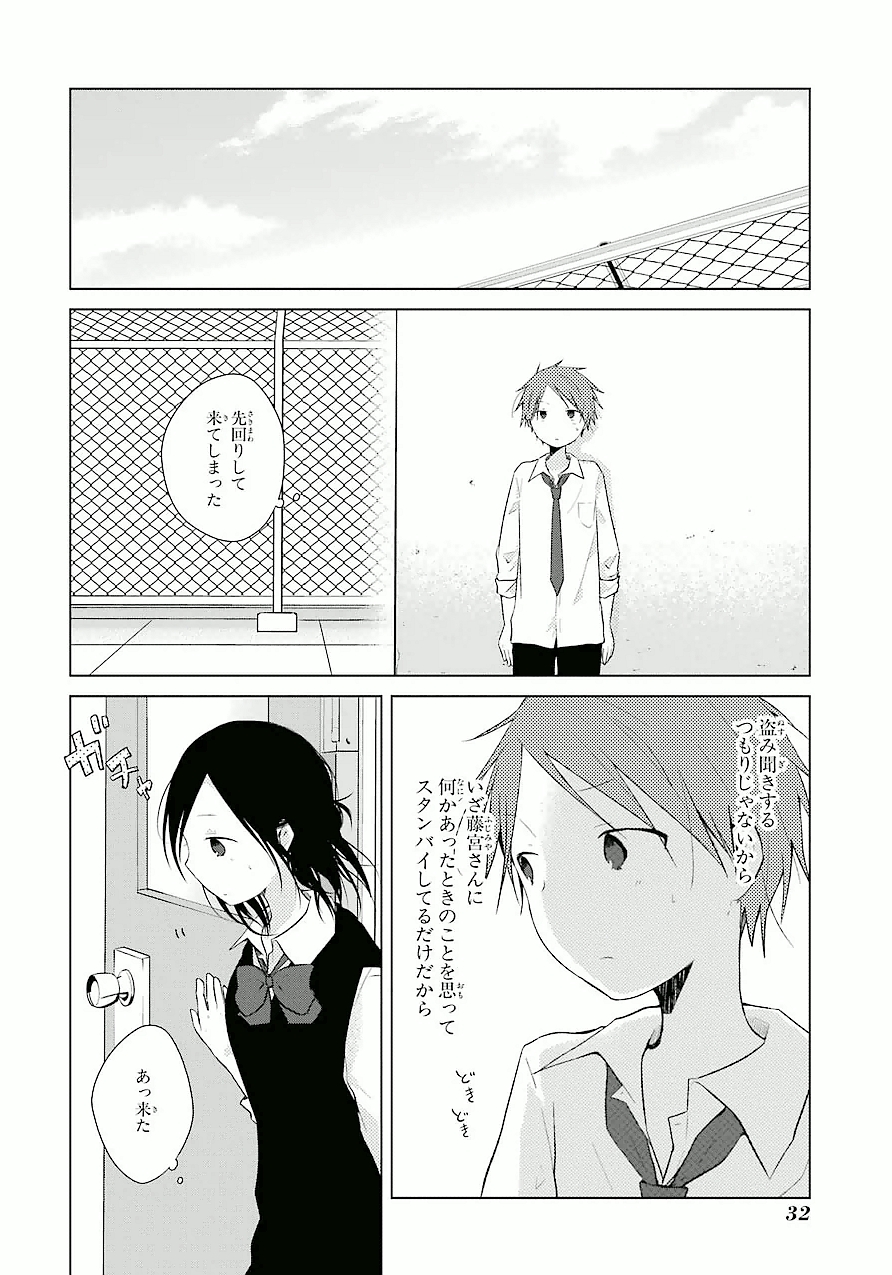 先回りして
来てしまった
盗み聞きする
つもりじゃないから
いざ藤宮さんに
何かあったときのことを思って
スタンバイしてるだけだから
どき
どき
ガチャ
あっ来た
32